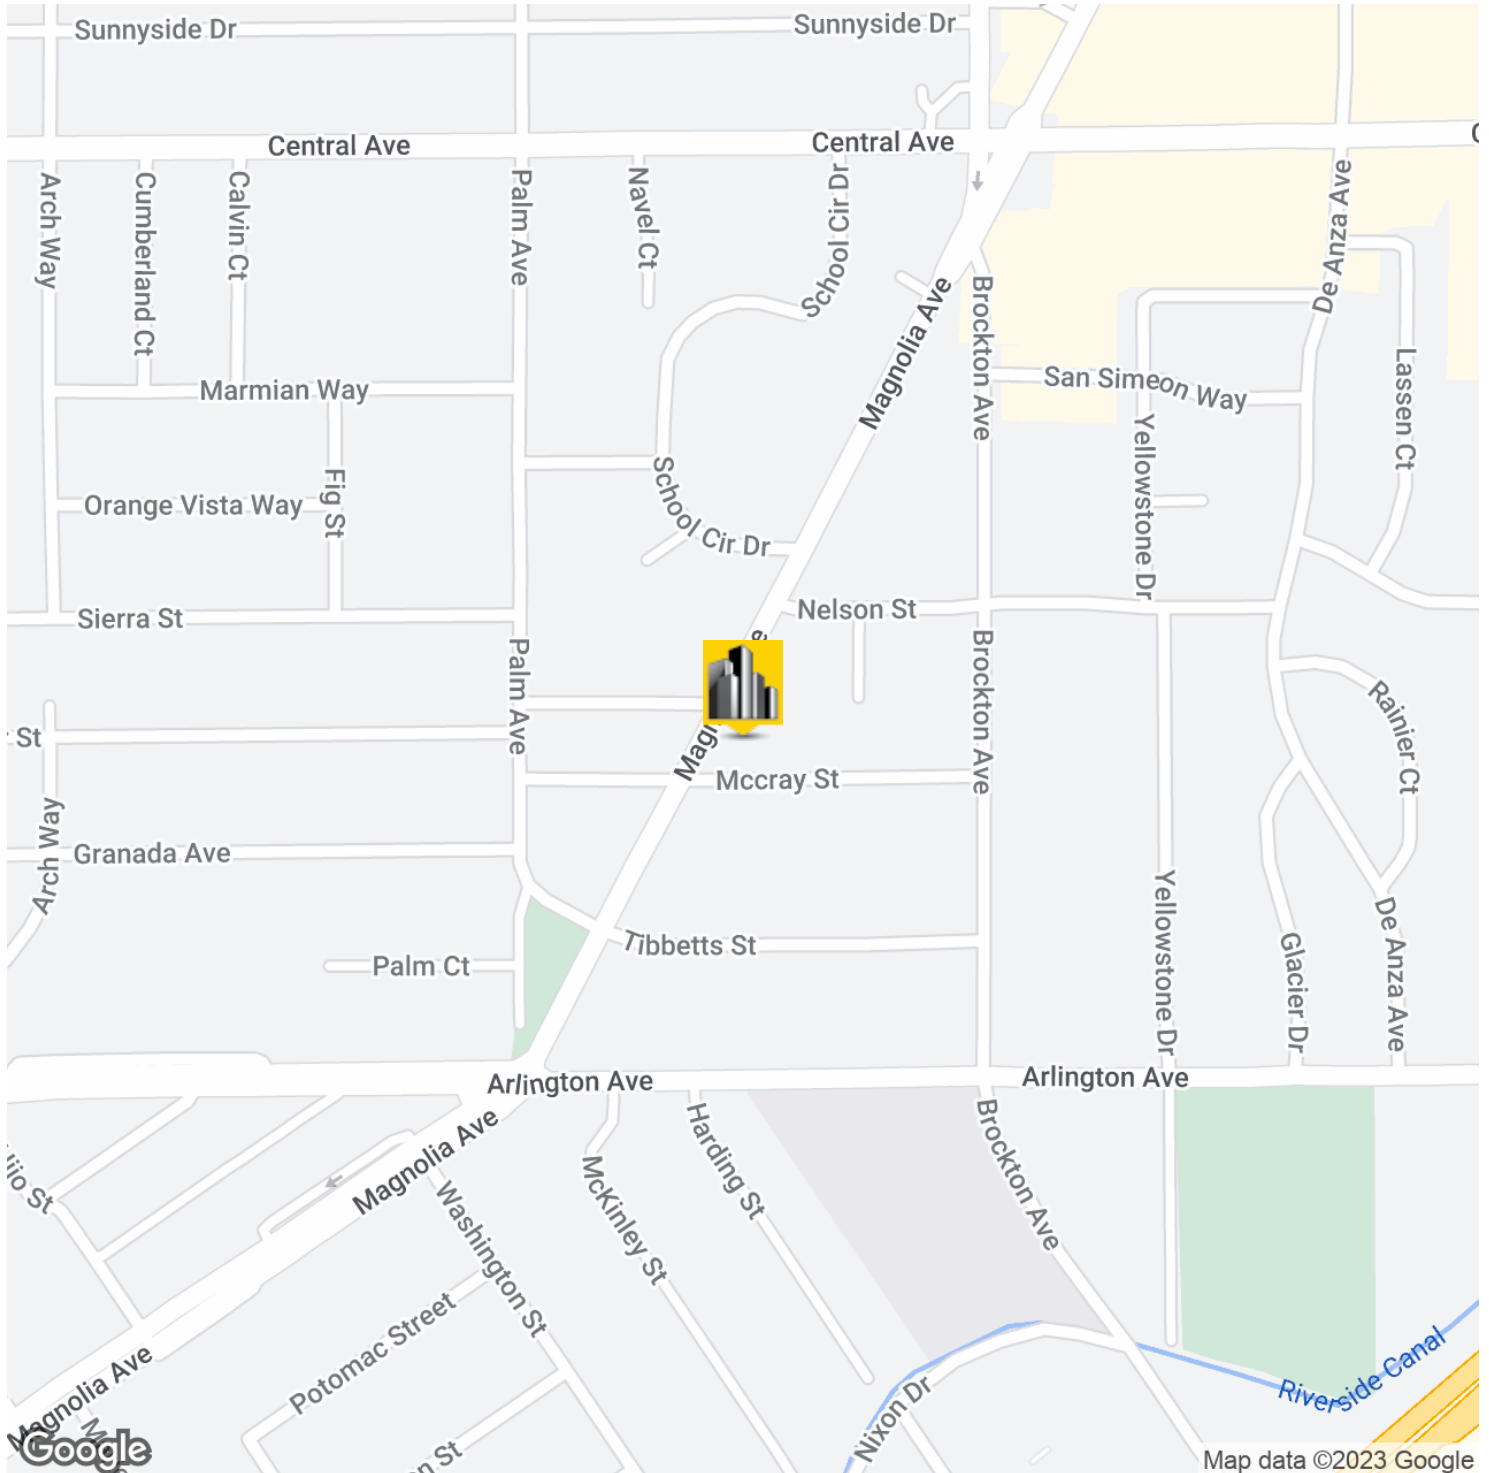 Sunnyside Dr
Sunnyside Dr
Central Ave
Central Ave
C
Arch Way
Cumberland Ct
Calvin Ct
Palm Ave
Navel Ct
School Cir Dr
De Anza Ave
Magnolia Ave
Brockton Ave
Marmian Way
San Simeon Way
Lassen Ct
Yellowstone Dr
Fig St
Orange Vista Way
School Cir Dr
Sierra St
Nelson St
Palm Ave
Brockton Ave
Rainier Ct
St
Magn
e
Mccray St
Arch Way
Granada Ave
Tibbetts St
Palm Ct
Yellowstone Dr
Glacier Dr
De Anza Ave
Arlington Ave
Arlington Ave
Magnolia Ave
Harding St
Brockton Ave
McKinley St
Washington St
St
Potomac Street
Magnolia Ave
Riverside Canal
Nixon Dr
n St
Google
Map data ©2023 Google